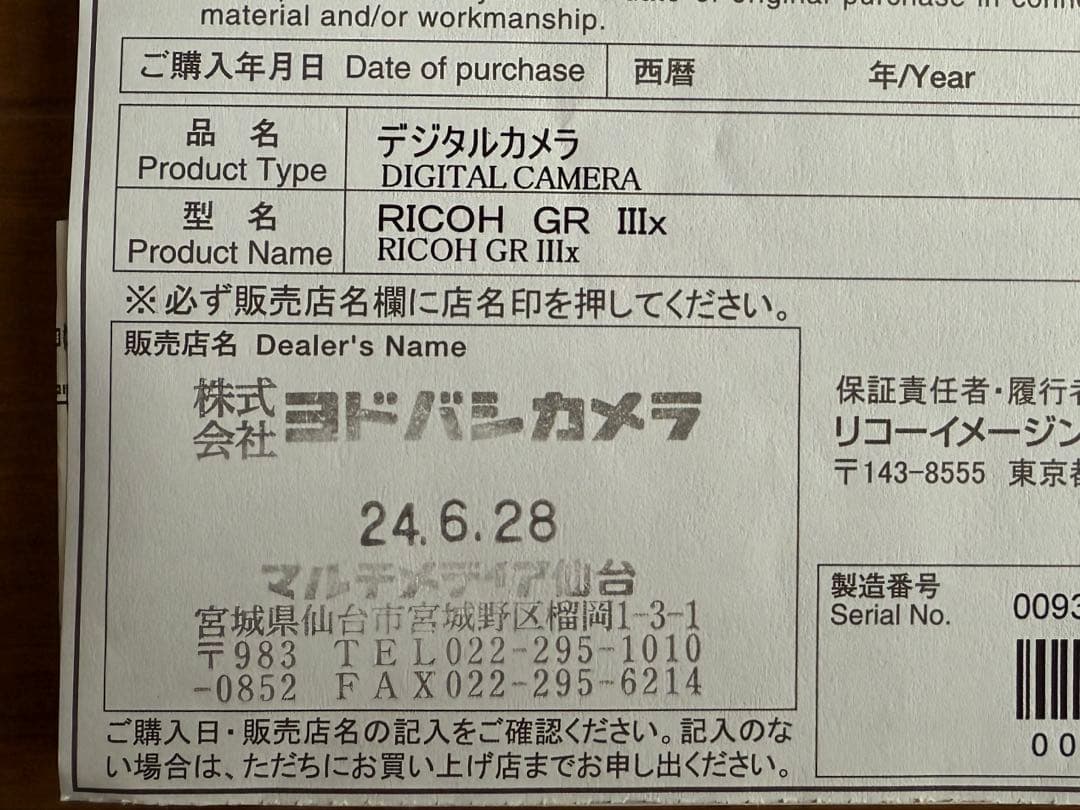 material and/or workmanship.
ご購入年月日 Date of purchase 西暦 年/Year
品 名 デジタルカメラ
Product Type DIGITAL CAMERA
型 名 RICOH GR IIIx
Product Name RICOH GR IIIx
※必ず販売店名欄に店名印を押してください。
販売店名 Dealer's Name
株式会社ヨドバシカメラ
24.6.28
マルチメディア仙台
宮城県仙台市宮城野区榴岡1-3-1
〒983 TEL022-295-1010
-0852 FAX022-295-6214
ご購入日・販売店名の記入をご確認ください。記入のな
い場合は、ただちにお買い上げ店までお申し出ください。
保証責任者・履行
リコーイメージン
〒143-8555 東京
製造番号
Serial No. 0093
00